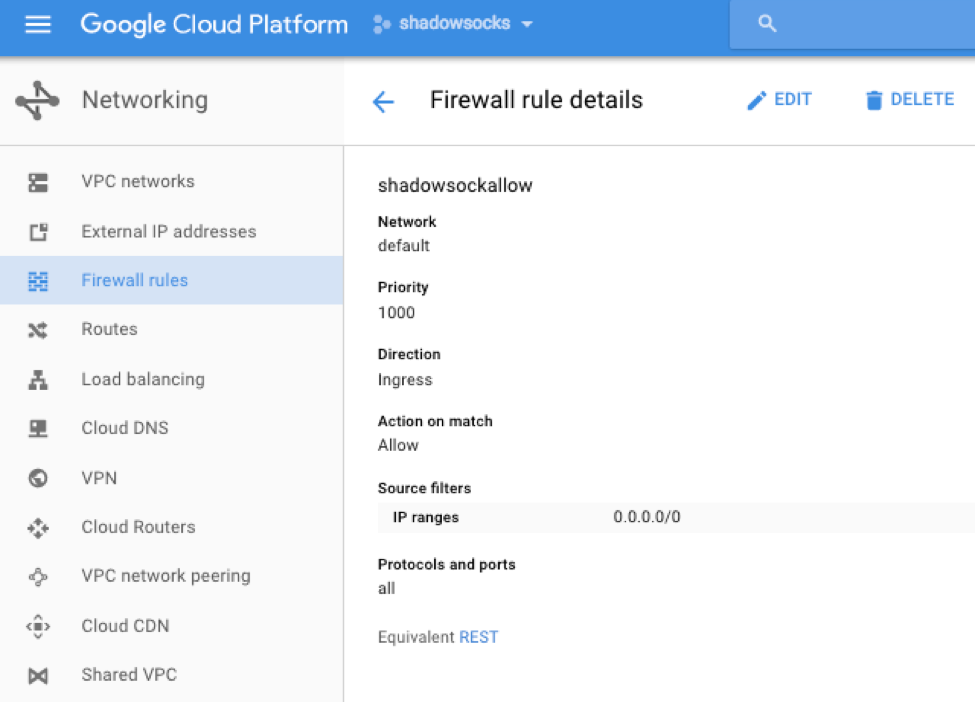 Google Cloud Platform shadowsocks
Networking
Firewall rule details
EDIT
DELETE
VPC networks
External IP addresses
Firewall rules
Routes
Load balancing
Cloud DNS
VPN
Cloud Routers
VPC network peering
Cloud CDN
Shared VPC
shadowsockallow
Network
default
Priority
1000
Direction
Ingress
Action on match
Allow
Source filters
IP ranges 0.0.0.0/0
Protocols and ports
all
Equivalent REST